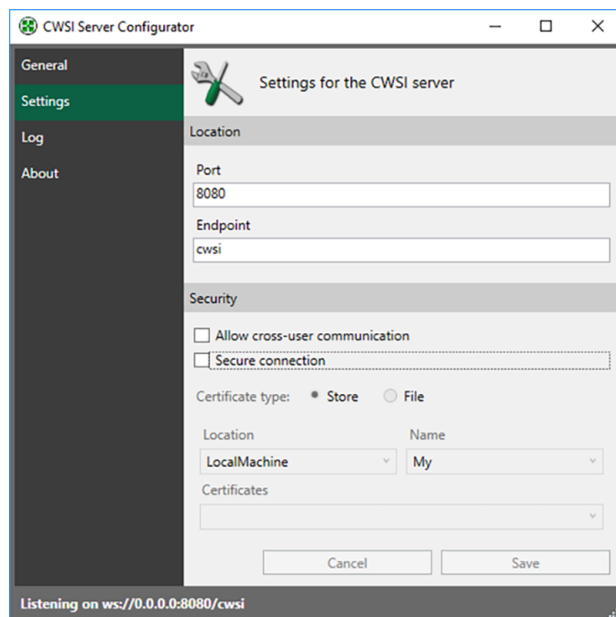 CWSI Server Configurator
General
Settings
Log
About
Settings for the CWSI server
Location
Port
8080
Endpoint
cwsi
Security
Allow cross-user communication
Secure connection
Certificate type: Store File
Location Name
LocalMachine My
Certificates
Cancel Save
Listening on ws://0.0.0.0:8080/cwsi